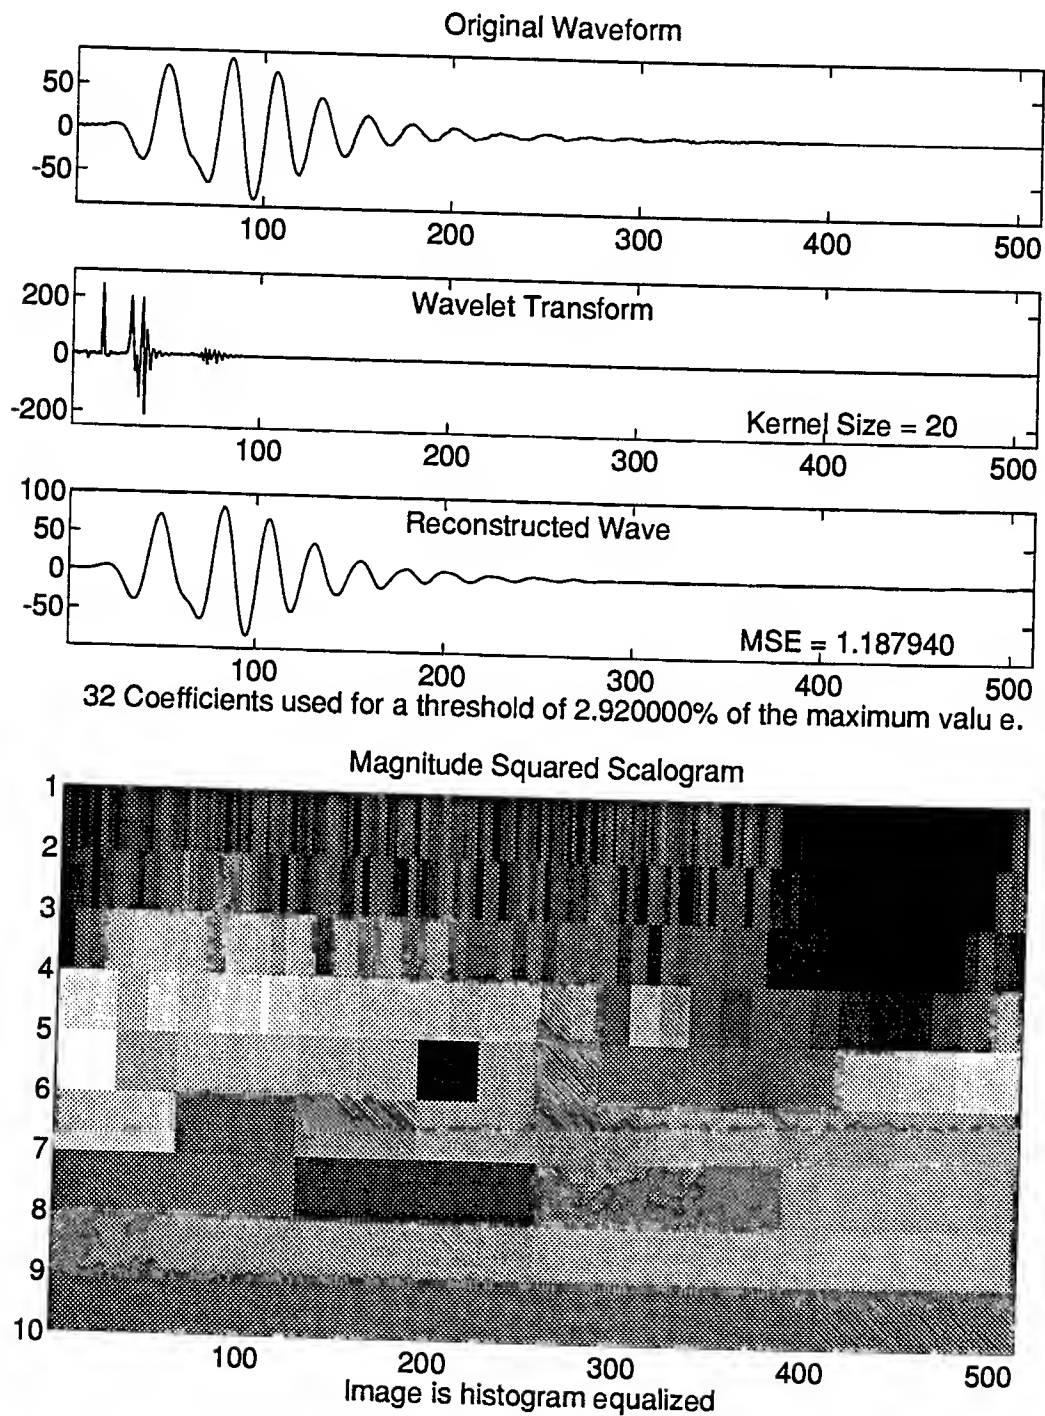 Original Waveform
50
0
-50
100 200 300 400 500
Wavelet Transform
200
0
-200
Kernel Size = 20
100 200 300 400 500
100
Reconstructed Wave
50
0
-50
MSE = 1.187940
100 200 300 400 500
32 Coefficients used for a threshold of 2.920000% of the maximum valu e.
Magnitude Squared Scalogram
1
2
3
4
5
6
7
8
9
10
100 200 300 400 500
Image is histogram equalized